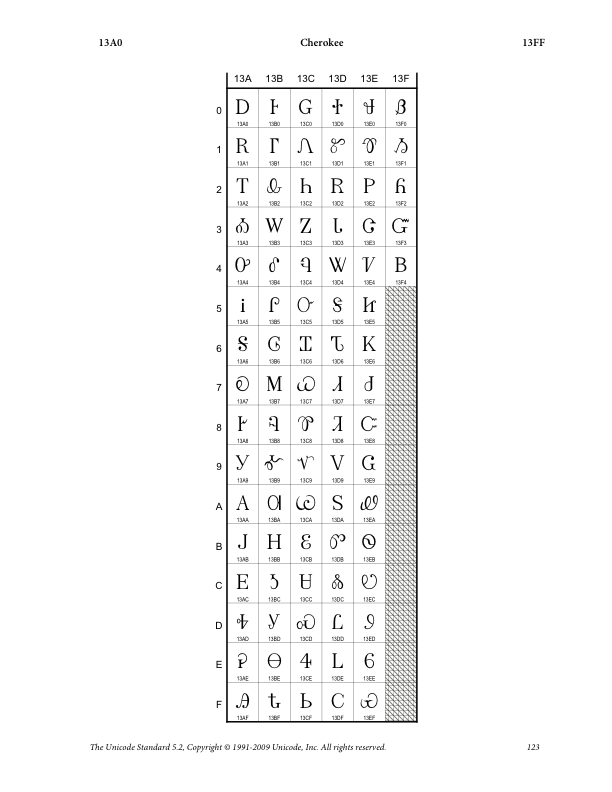 13A0 Cherokee 13FF
13A 13B 13C 13D 13E 13F
0 Ꭰ Ꮀ Ꮐ Ꮠ Ꮰ Ᏸ
13A0 13B0 13C0 13D0 13E0 13F0
1 Ꭱ Ꮁ Ꮑ Ꮡ Ꮱ Ᏹ
13A1 13B1 13C1 13D1 13E1 13F1
2 Ꭲ Ꮂ Ꮒ Ꮢ Ꮲ Ᏺ
13A2 13B2 13C2 13D2 13E2 13F2
3 Ꭳ Ꮃ Ꮓ Ꮣ Ꮳ Ᏻ
13A3 13B3 13C3 13D3 13E3 13F3
4 Ꭴ Ꮄ Ꮔ Ꮤ Ꮴ Ᏼ
13A4 13B4 13C4 13D4 13E4 13F4
5 Ꭵ Ꮅ Ꮕ Ꮥ Ꮵ
13A5 13B5 13C5 13D5 13E5
6 Ꭶ Ꮆ Ꮖ Ꮦ Ꮶ
13A6 13B6 13C6 13D6 13E6
7 Ꭷ Ꮇ Ꮗ Ꮧ Ꮷ
13A7 13B7 13C7 13D7 13E7
8 Ꭸ Ꮈ Ꮘ Ꮨ Ꮸ
13A8 13B8 13C8 13D8 13E8
9 Ꭹ Ꮉ Ꮙ Ꮩ Ꮹ
13A9 13B9 13C9 13D9 13E9
A Ꭺ Ꮊ Ꮚ Ꮪ Ꮺ
13AA 13BA 13CA 13DA 13EA
B Ꭻ Ꮋ Ꮛ Ꮫ Ꮻ
13AB 13BB 13CB 13DB 13EB
C Ꭼ Ꮌ Ꮜ Ꮬ Ꮼ
13AC 13BC 13CC 13DC 13EC
D Ꭽ Ꮍ Ꮝ Ꮭ Ꮽ
13AD 13BD 13CD 13DD 13ED
E Ꭾ Ꮎ Ꮞ Ꮮ Ꮾ
13AE 13BE 13CE 13DE 13EE
F Ꭿ Ꮏ Ꮟ Ꮯ Ꮿ
13AF 13BF 13CF 13DF 13EF
The Unicode Standard 5.2, Copyright © 1991-2009 Unicode, Inc. All rights reserved. 123